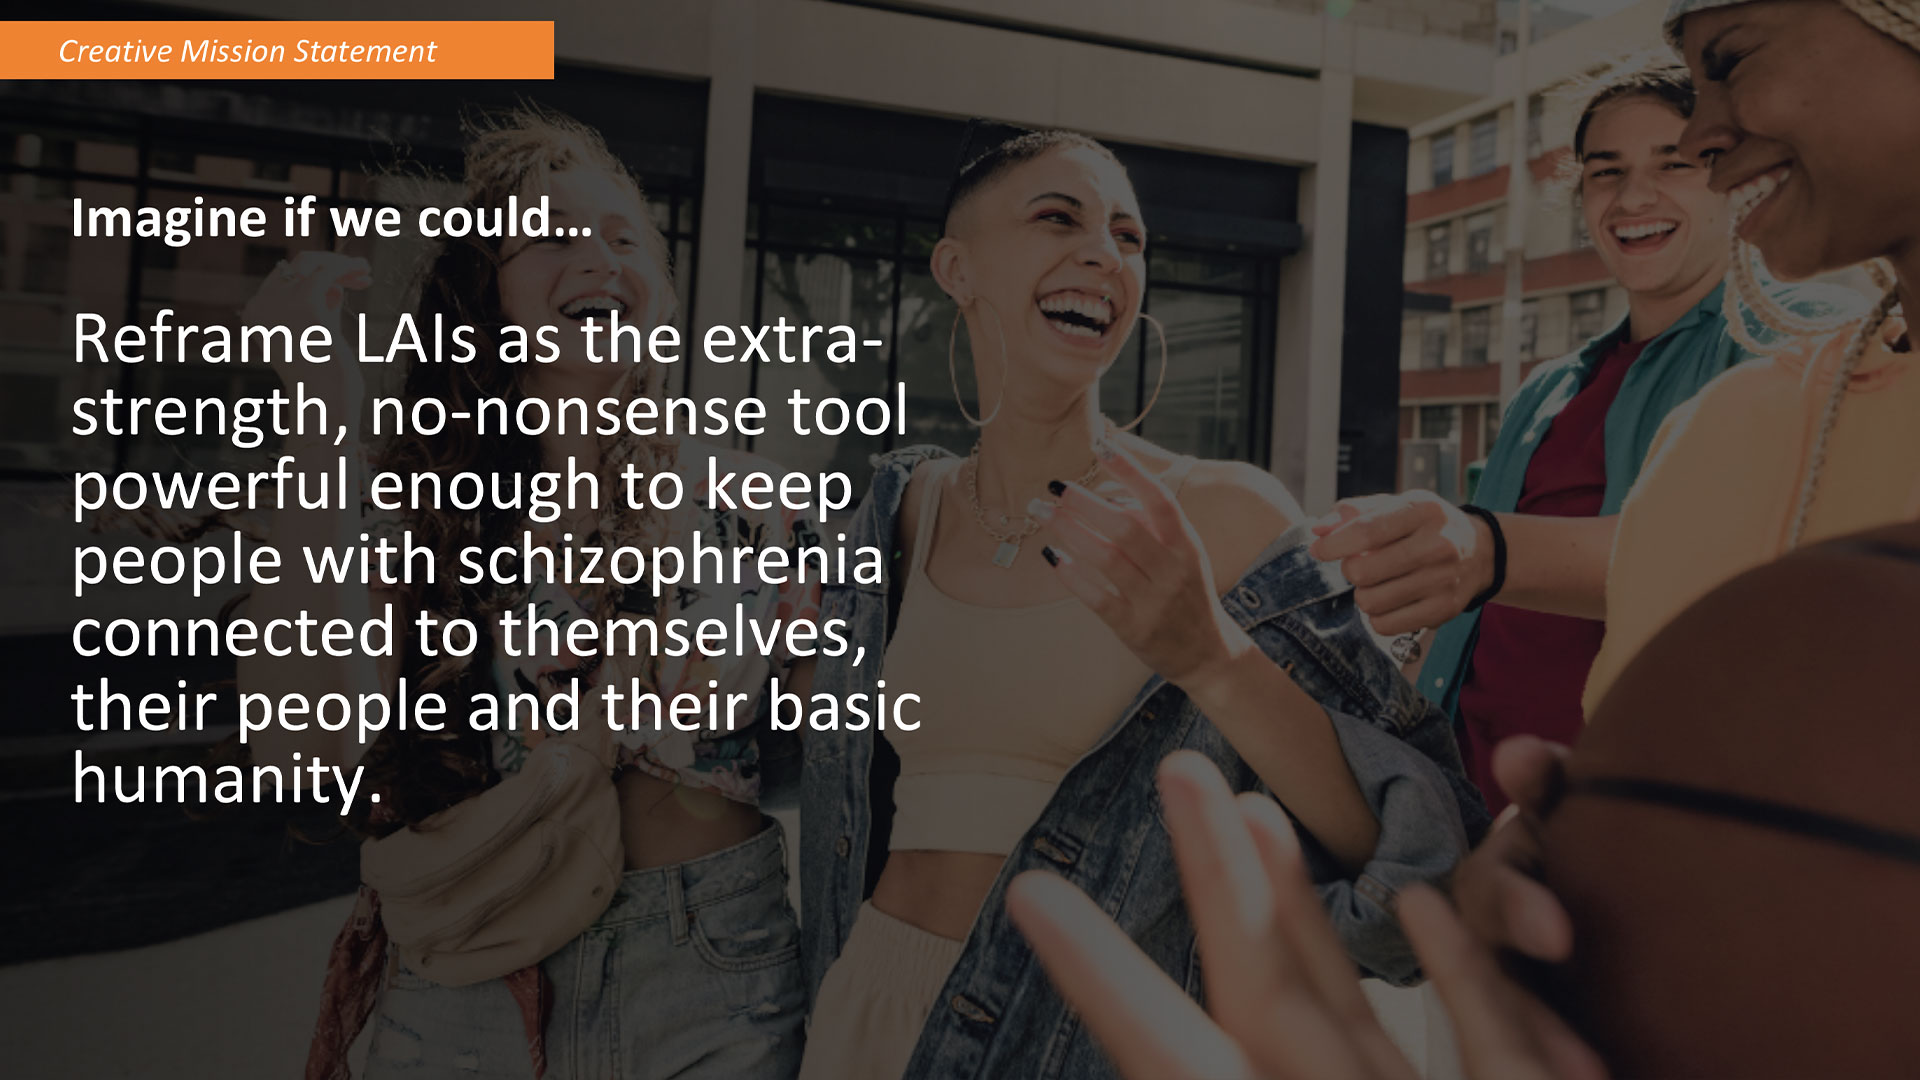 Creative Mission Statement
Imagine if we could...
Reframe LAIs as the extra-
strength, no-nonsense tool
powerful enough to keep
people with schizophrenia
connected to themselves,
their people and their basic
humanity.